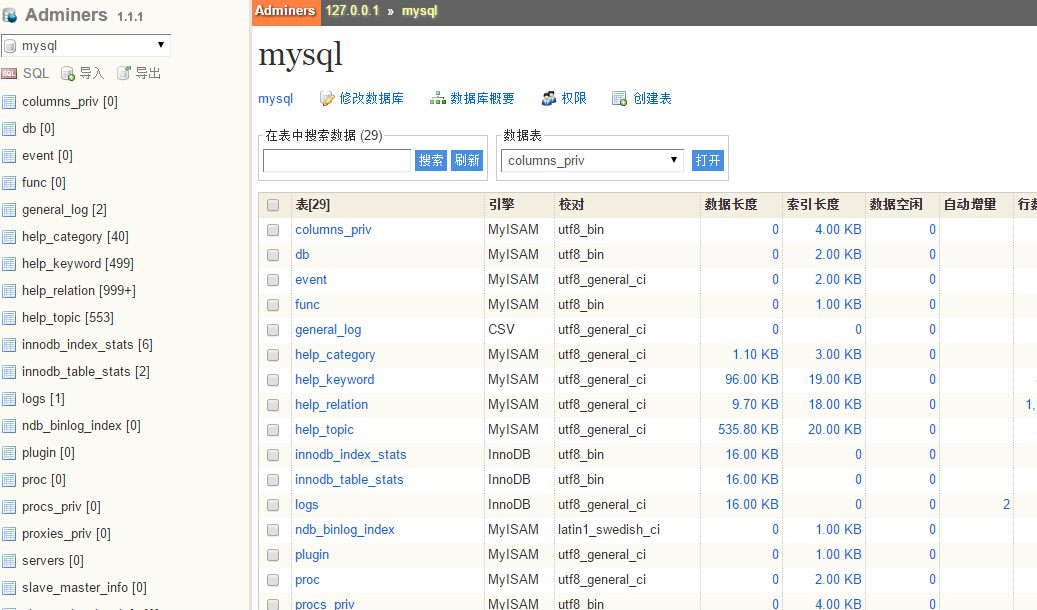 Adminers 1.1.1
mysql
SQL 导入 导出
columns_priv [0]
db [0]
event [0]
func [0]
general_log [2]
help_category [40]
help_keyword [499]
help_relation [999+]
help_topic [553]
innodb_index_stats [6]
innodb_table_stats [2]
logs [1]
ndb_binlog_index [0]
plugin [0]
proc [0]
procs_priv [0]
proxies_priv [0]
servers [0]
slave_master_info [0]
Adminers 127.0.0.1 » mysql
mysql
mysql 修改数据库 数据库概要 权限 创建表
在表中搜索数据 (29)
搜索 刷新
数据表
columns_priv 打开
表[29] 引擎 校对 数据长度 索引长度 数据空闲 自动增量 行数
columns_priv MyISAM utf8_bin 0 4.00 KB 0
db MyISAM utf8_bin 0 2.00 KB 0
event MyISAM utf8_general_ci 0 2.00 KB 0
func MyISAM utf8_bin 0 1.00 KB 0
general_log CSV utf8_general_ci 0 0 0
help_category MyISAM utf8_general_ci 1.10 KB 3.00 KB 0
help_keyword MyISAM utf8_general_ci 96.00 KB 19.00 KB 0
help_relation MyISAM utf8_general_ci 9.70 KB 18.00 KB 0 1,
help_topic MyISAM utf8_general_ci 535.80 KB 20.00 KB 0
innodb_index_stats InnoDB utf8_bin 16.00 KB 0 0
innodb_table_stats InnoDB utf8_bin 16.00 KB 0 0
logs InnoDB utf8_general_ci 16.00 KB 0 0 2
ndb_binlog_index MyISAM latin1_swedish_ci 0 1.00 KB 0
plugin MyISAM utf8_general_ci 0 1.00 KB 0
proc MyISAM utf8_general_ci 0 2.00 KB 0
procs_priv MyISAM utf8_bin 0 4.00 KB 0